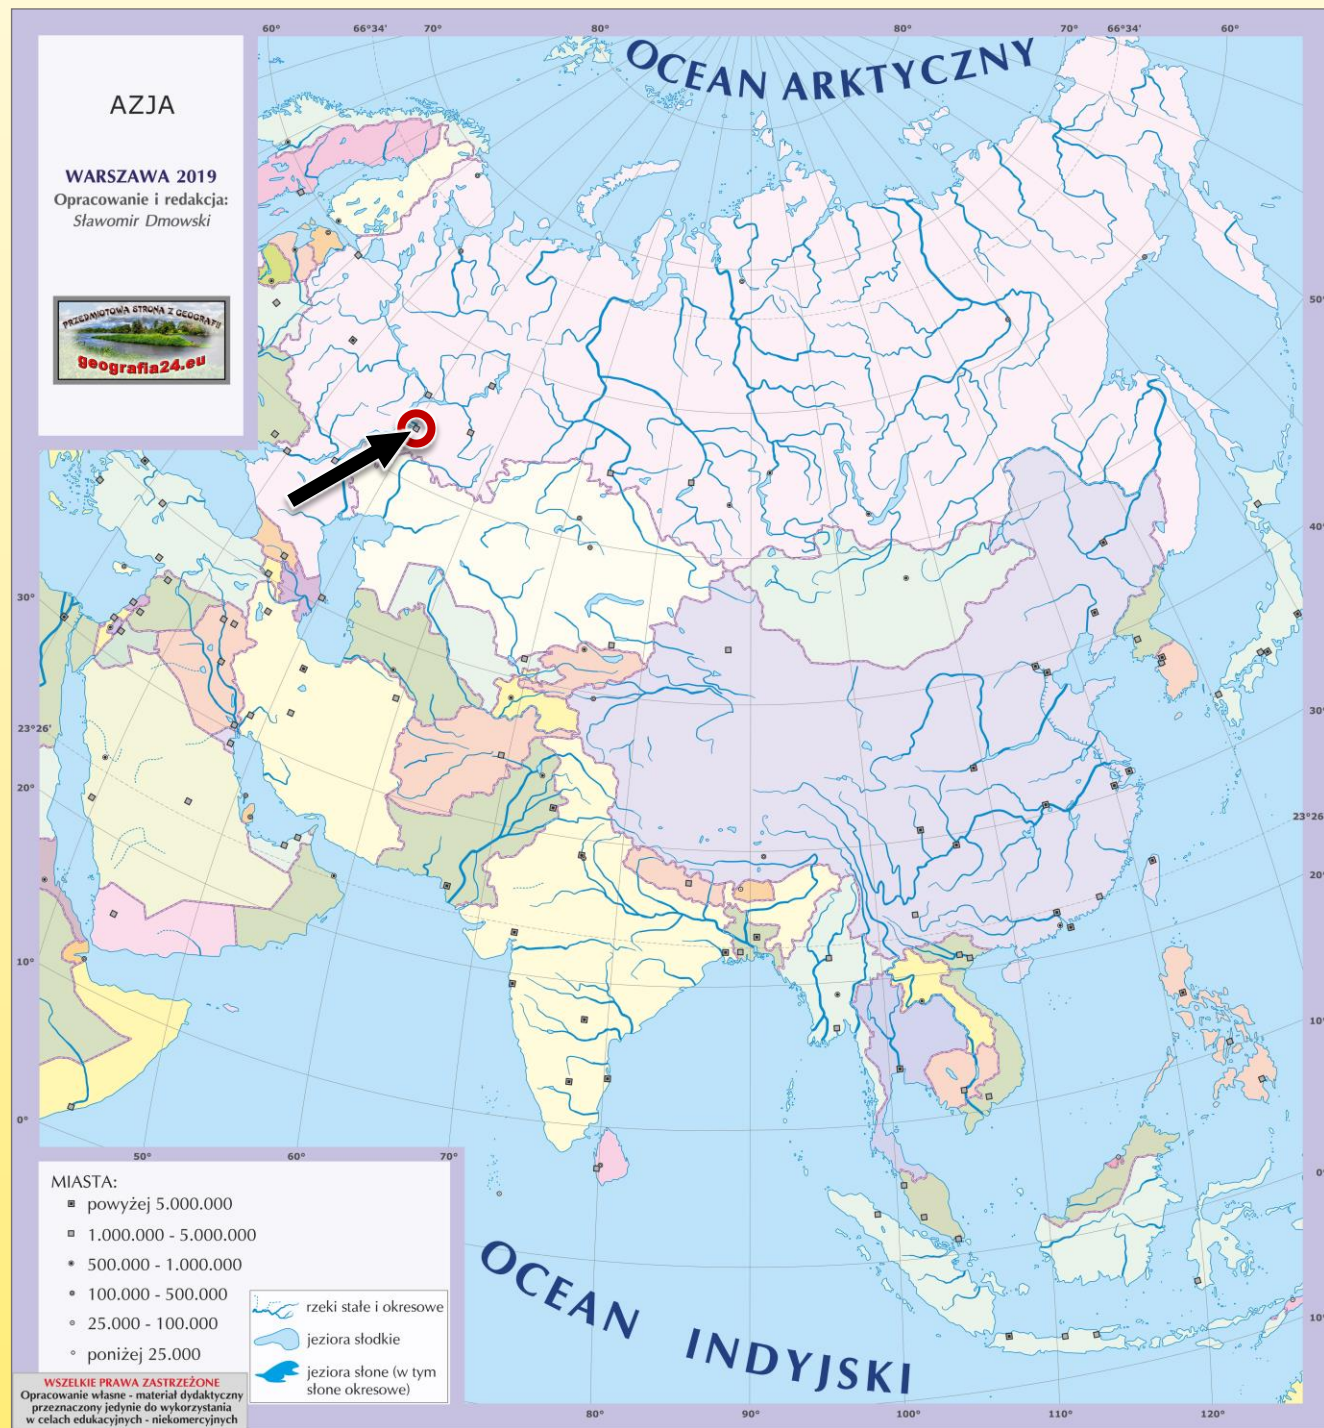 60°
66°34'
70°
80°
80°
70°
66°34'
60°
OCEAN ARKTYCZNY
AZJA
WARSZAWA 2019
Opracowanie i redakcja:
Sławomir Dmowski
PRZEDMIOTOWA STRONA Z GEOGRAFII
geografia24.eu
50°
40°
30°
30°
23°26'
20°
23°26
20°
10°
10°
0°
0°
10°
50°
60°
70°
MIASTA:
powyżej 5.000.000
1.000.000 - 5.000.000
500.000 - 1.000.000
100.000 - 500.000
25.000 - 100.000
poniżej 25.000
rzeki stałe i okresowe
jeziora słodkie
jeziora słone (w tym
słone okresowe)
OCEAN INDYJSKI
WSZELKIE PRAWA ZASTRZEŻONE
Opracowanie własne - materiał dydaktyczny
przeznaczony jedynie do wykorzystania
w celach edukacyjnych - niekomercyjnych
80°
90°
100°
110°
120°